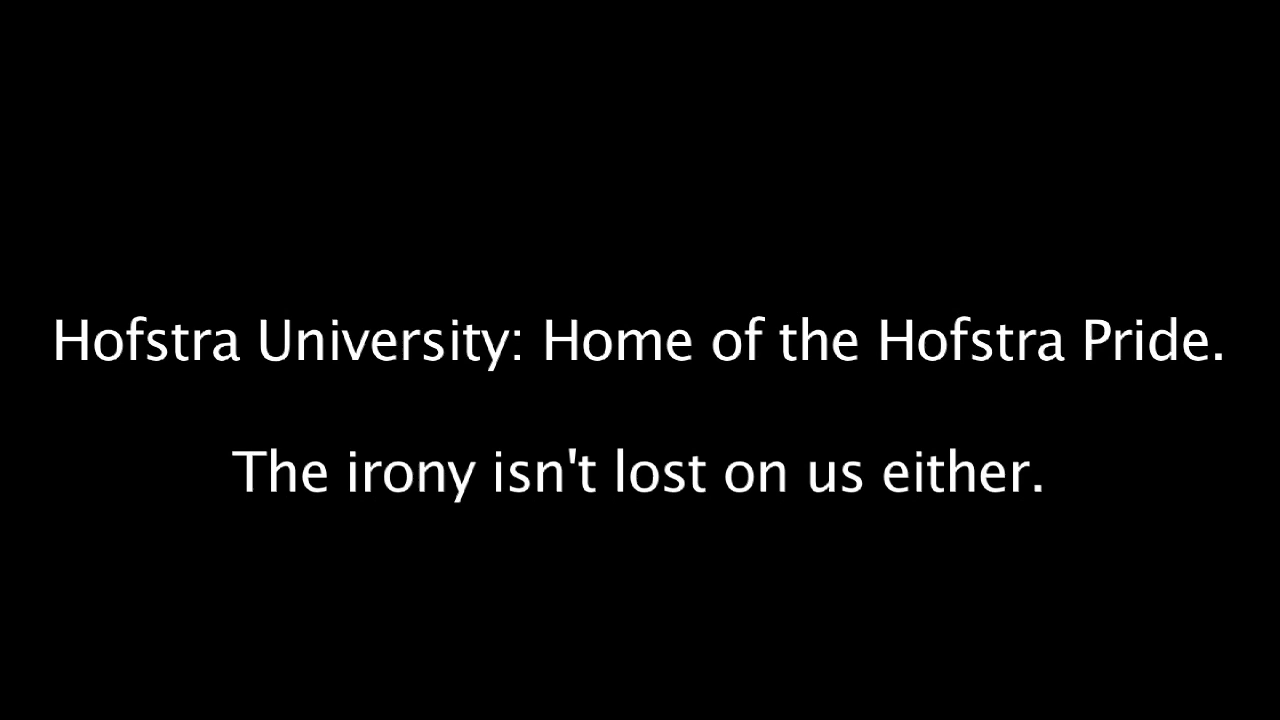 Hofstra University: Home of the Hofstra Pride.
The irony isn't lost on us either.